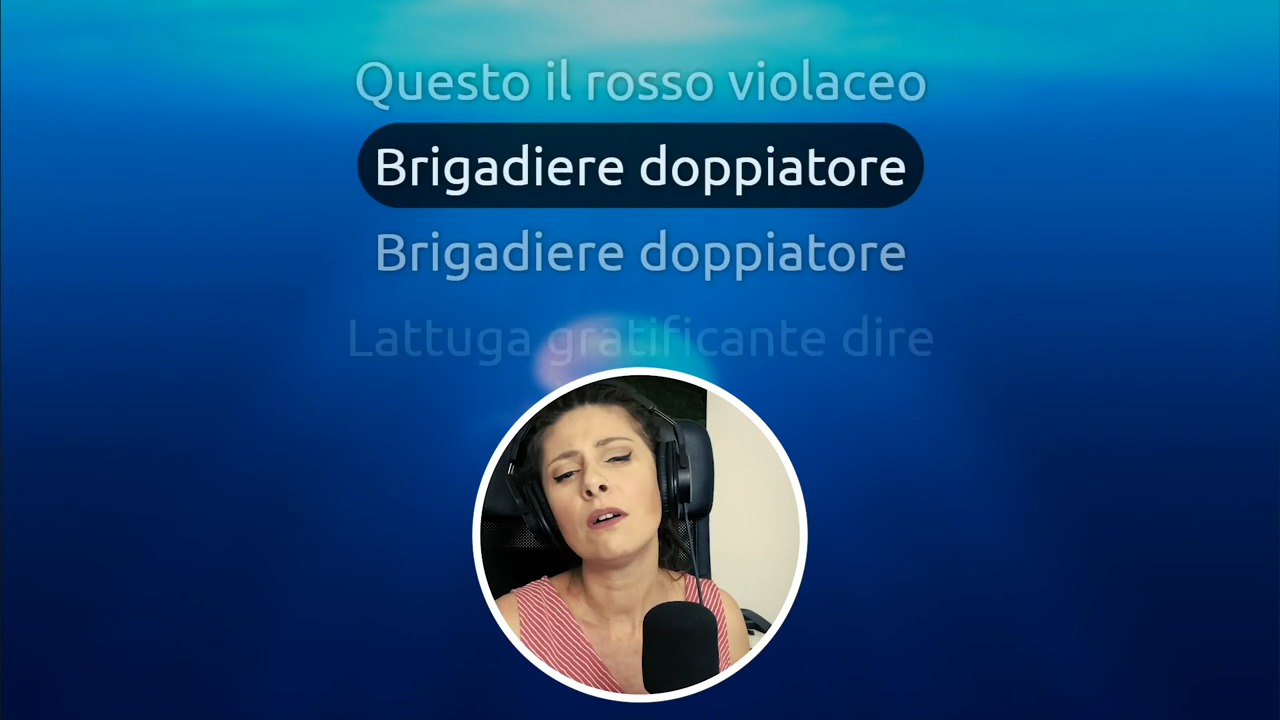 Questo il rosso violaceo
Brigadiere doppiatore
Brigadiere doppiatore
Lattuga gratificante dire